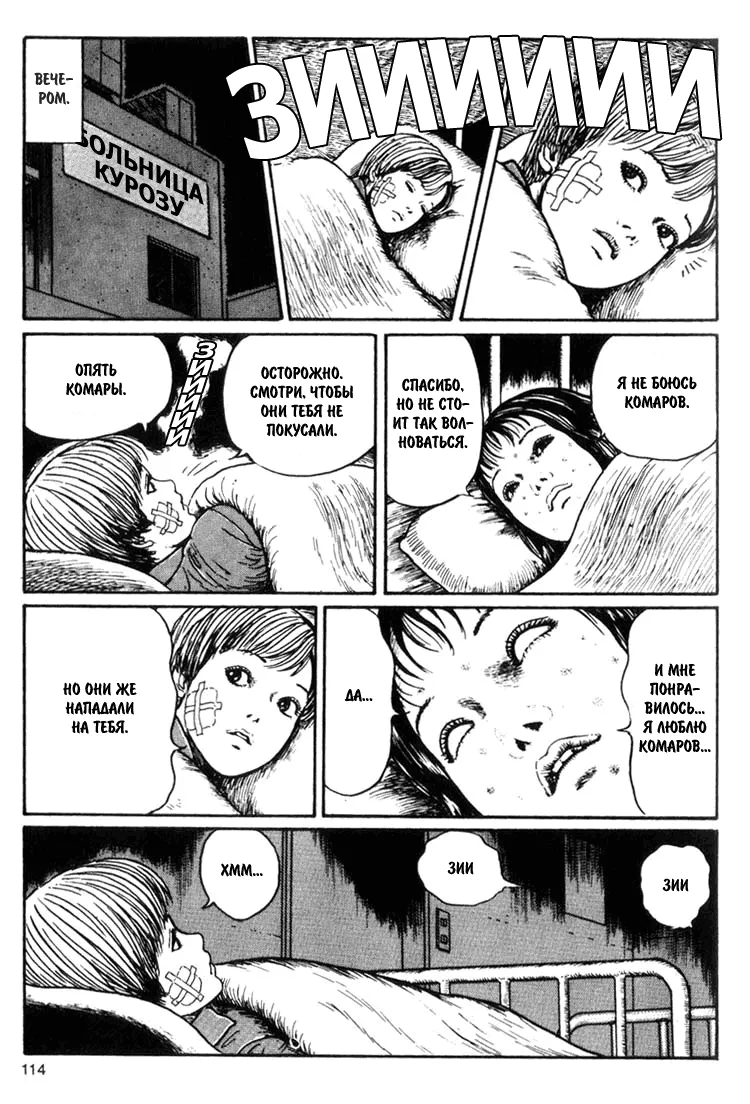 ВЕЧЕ-
РОМ.
БОЛЬНИЦА
КУРОЗУ
ЗИИИИИИИ
ОПЯТЬ
КОМАРЫ.
ЗИИИИИИ
ОСТОРОЖНО.
СМОТРИ, ЧТОБЫ
ОНИ ТЕБЯ НЕ
ПОКУСАЛИ.
СПАСИБО,
НО НЕ СТО-
ИТ ТАК ВОЛ-
НОВАТЬСЯ.
Я НЕ БОЮСЬ
КОМАРОВ.
НО ОНИ ЖЕ
НАПАДАЛИ
НА ТЕБЯ.
ДА...
И МНЕ
ПОНРА-
ВИЛОСЬ...
Я ЛЮБЛЮ
КОМАРОВ...
ХММ...
ЗИИ
ЗИИ
114